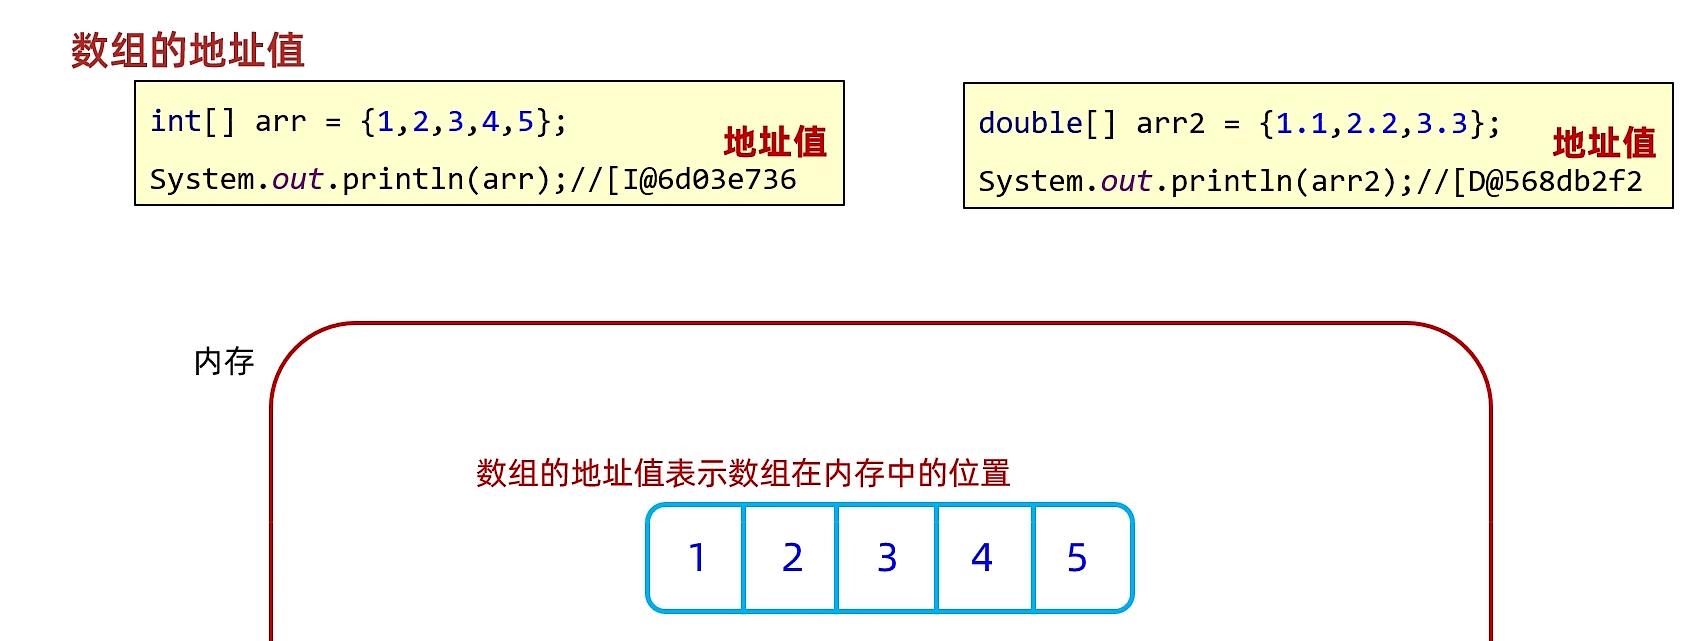 数组的地址值
int[] arr = {1,2,3,4,5};
地址值
System.out.println(arr);//[I@6d03e736
double[] arr2 = {1.1,2.2,3.3};
地址值
System.out.println(arr2);//[D@568db2f2
内存
数组的地址值表示数组在内存中的位置
1 2 3 4 5